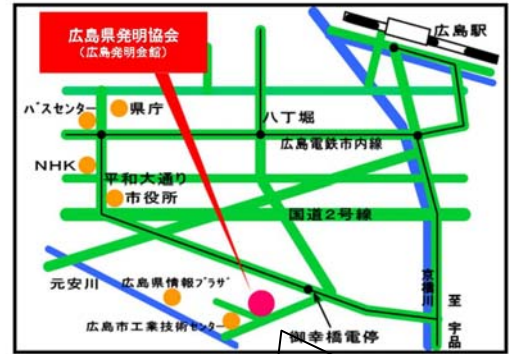 広島県発明協会
（広島発明会館）
広島駅
バスセンター
県庁
八丁堀
広島電鉄市内線
NHK
平和大通り
市役所
国道2号線
元安川
広島県情報プラザ
広島市工業技術センター
御幸橋電停
京橋川
至
宇品